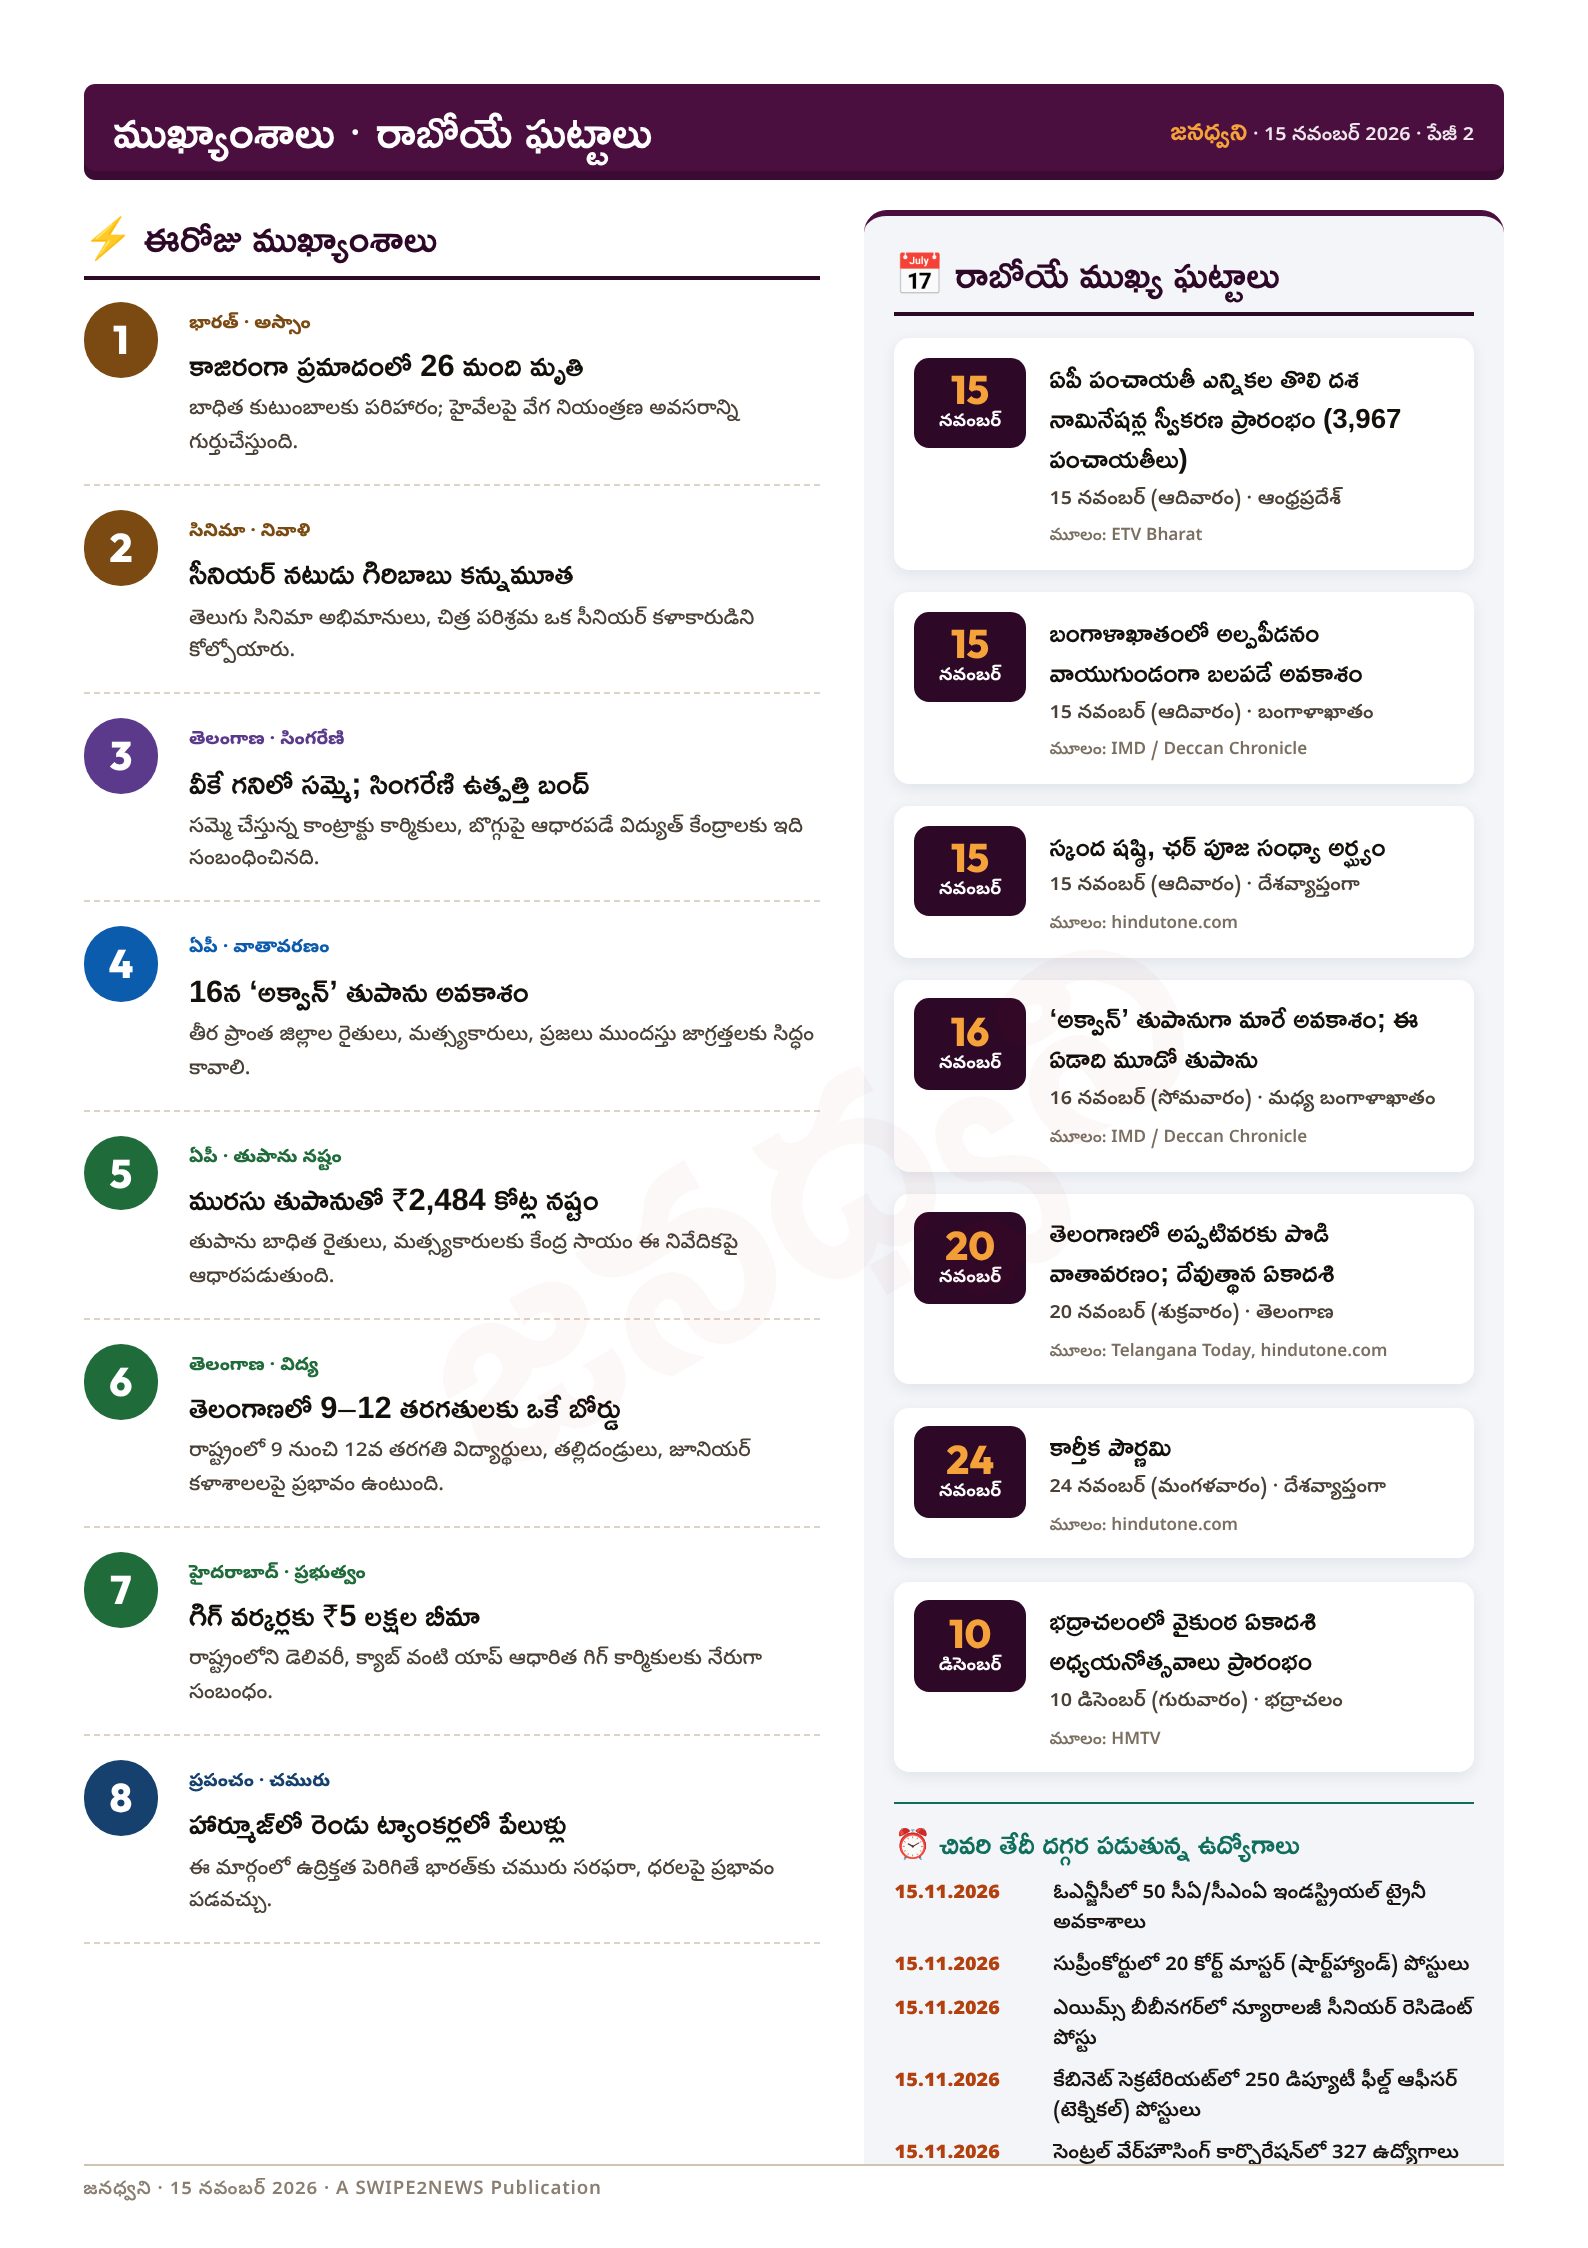 ముఖ్యాంశాలు · రాబోయే ఘట్టాలు
జనధ్వని · 15 నవంబర్ 2026 · పేజీ 2
⚡ ఈరోజు ముఖ్యాంశాలు
1
భారత్ · అస్సాం
కాజిరంగా ప్రమాదంలో 26 మంది మృతి
బాధిత కుటుంబాలకు పరిహారం; హైవేలపై వేగ నియంత్రణ అవసరాన్ని
గుర్తుచేస్తుంది.
2
సినిమా · నివాళి
సీనియర్ నటుడు గిరిబాబు కన్నుమూత
తెలుగు సినిమా అభిమానులు, చిత్ర పరిశ్రమ ఒక సీనియర్ కళాకారుడిని
కోల్పోయారు.
3
తెలంగాణ · సింగరేణి
వీకే గనిలో సమ్మె; సింగరేణి ఉత్పత్తి బంద్
సమ్మె చేస్తున్న కాంట్రాక్టు కార్మికులు, బొగ్గుపై ఆధారపడే విద్యుత్ కేంద్రాలకు ఇది
సంబంధించినది.
4
ఏపీ · వాతావరణం
16న ‘అక్వాన్’ తుపాను అవకాశం
తీర ప్రాంత జిల్లాల రైతులు, మత్స్యకారులు, ప్రజలు ముందస్తు జాగ్రత్తలకు సిద్ధం
కావాలి.
5
ఏపీ · తుపాను నష్టం
మురసు తుపానుతో ₹2,484 కోట్ల నష్టం
తుపాను బాధిత రైతులు, మత్స్యకారులకు కేంద్ర సాయం ఈ నివేదికపై
ఆధారపడుతుంది.
6
తెలంగాణ · విద్య
తెలంగాణలో 9–12 తరగతులకు ఒకే బోర్డు
రాష్ట్రంలో 9 నుంచి 12వ తరగతి విద్యార్థులు, తల్లిదండ్రులు, జూనియర్
కళాశాలలపై ప్రభావం ఉంటుంది.
7
హైదరాబాద్ · ప్రభుత్వం
గిగ్ వర్కర్లకు ₹5 లక్షల బీమా
రాష్ట్రంలోని డెలివరీ, క్యాబ్ వంటి యాప్ ఆధారిత గిగ్ కార్మికులకు నేరుగా
సంబంధం.
8
ప్రపంచం · చమురు
హార్మూజ్‌లో రెండు ట్యాంకర్లలో పేలుళ్లు
ఈ మార్గంలో ఉద్రిక్తత పెరిగితే భారత్‌కు చమురు సరఫరా, ధరలపై ప్రభావం
పడవచ్చు.
📅 రాబోయే ముఖ్య ఘట్టాలు
15
నవంబర్
ఏపీ పంచాయతీ ఎన్నికల తొలి దశ
నామినేషన్ల స్వీకరణ ప్రారంభం (3,967
పంచాయతీలు)
15 నవంబర్ (ఆదివారం) · ఆంధ్రప్రదేశ్
మూలం: ETV Bharat
15
నవంబర్
బంగాళాఖాతంలో అల్పపీడనం
వాయుగుండంగా బలపడే అవకాశం
15 నవంబర్ (ఆదివారం) · బంగాళాఖాతం
మూలం: IMD / Deccan Chronicle
15
నవంబర్
స్కంద షష్ఠి, ఛఠ్ పూజ సంధ్యా అర్ఘ్యం
15 నవంబర్ (ఆదివారం) · దేశవ్యాప్తంగా
మూలం: hindutone.com
16
నవంబర్
‘అక్వాన్’ తుపానుగా మారే అవకాశం; ఈ
ఏడాది మూడో తుపాను
16 నవంబర్ (సోమవారం) · మధ్య బంగాళాఖాతం
మూలం: IMD / Deccan Chronicle
20
నవంబర్
తెలంగాణలో అప్పటివరకు పొడి
వాతావరణం; దేవుత్థాన ఏకాదశి
20 నవంబర్ (శుక్రవారం) · తెలంగాణ
మూలం: Telangana Today, hindutone.com
24
నవంబర్
కార్తీక పౌర్ణమి
24 నవంబర్ (మంగళవారం) · దేశవ్యాప్తంగా
మూలం: hindutone.com
10
డిసెంబర్
భద్రాచలంలో వైకుంఠ ఏకాదశి
అధ్యయనోత్సవాలు ప్రారంభం
10 డిసెంబర్ (గురువారం) · భద్రాచలం
మూలం: HMTV
⏰ చివరి తేదీ దగ్గర పడుతున్న ఉద్యోగాలు
15.11.2026 ఓఎన్జీసీలో 50 సీఏ/సీఎంఏ ఇండస్ట్రియల్ ట్రైనీ
అవకాశాలు
15.11.2026 సుప్రీంకోర్టులో 20 కోర్ట్ మాస్టర్ (షార్ట్‌హ్యాండ్) పోస్టులు
15.11.2026 ఎయిమ్స్ బీబీనగర్‌లో న్యూరాలజీ సీనియర్ రెసిడెంట్
పోస్టు
15.11.2026 కేబినెట్ సెక్రటేరియట్‌లో 250 డిప్యూటీ ఫీల్డ్ ఆఫీసర్
(టెక్నికల్) పోస్టులు
15.11.2026 సెంట్రల్ వేర్‌హౌసింగ్ కార్పొరేషన్‌లో 327 ఉద్యోగాలు
జనధ్వని
జనధ్వని · 15 నవంబర్ 2026 · A SWIPE2NEWS Publication